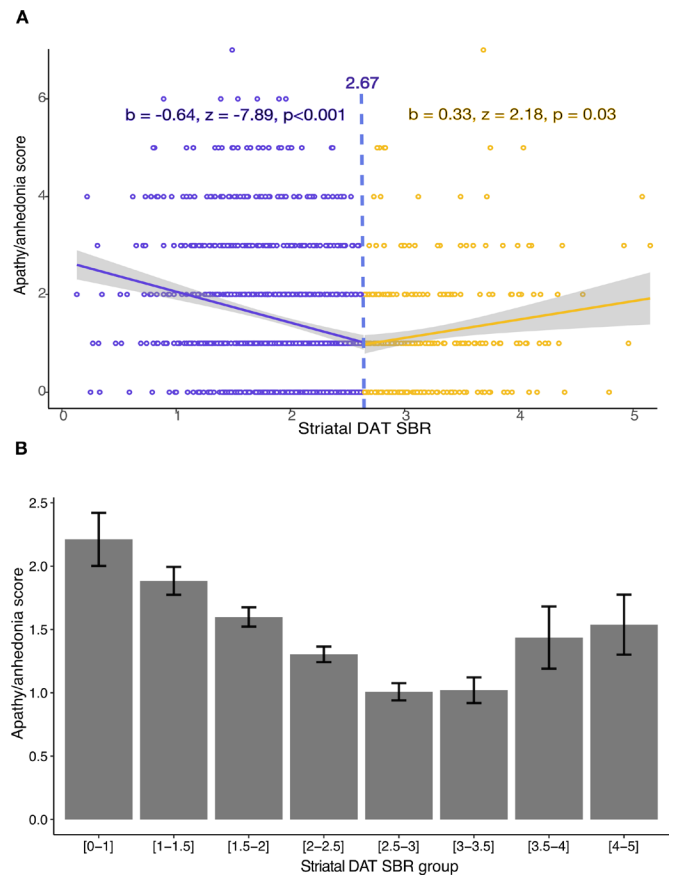 A
2.67
b = -0.64, z = -7.89, p<0.001
b = 0.33, z = 2.18, p = 0.03
Apathy/anhedonia score
6
4
2
0
0 1 2 3 4 5
Striatal DAT SBR
B
Apathy/anhedonia score
2.5
2.0
1.5
1.0
0.5
0.0
[0–1] [1–1.5] [1.5–2] [2–2.5] [2.5–3] [3–3.5] [3.5–4] [4–5]
Striatal DAT SBR group